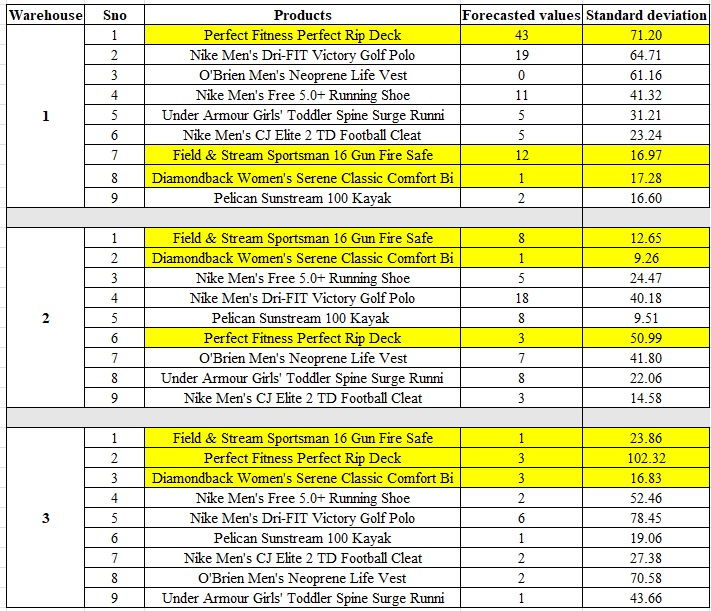 Warehouse Sno Products Forecasted values Standard deviation
1 Perfect Fitness Perfect Rip Deck 43 71.20
2 Nike Men's Dri-FIT Victory Golf Polo 19 64.71
3 O'Brien Men's Neoprene Life Vest 0 61.16
4 Nike Men's Free 5.0+ Running Shoe 11 41.32
1 5 Under Armour Girls' Toddler Spine Surge Runni 5 31.21
6 Nike Men's CJ Elite 2 TD Football Cleat 5 23.24
7 Field & Stream Sportsman 16 Gun Fire Safe 12 16.97
8 Diamondback Women's Serene Classic Comfort Bi 1 17.28
9 Pelican Sunstream 100 Kayak 2 16.60
1 Field & Stream Sportsman 16 Gun Fire Safe 8 12.65
2 Diamondback Women's Serene Classic Comfort Bi 1 9.26
3 Nike Men's Free 5.0+ Running Shoe 5 24.47
4 Nike Men's Dri-FIT Victory Golf Polo 18 40.18
2 5 Pelican Sunstream 100 Kayak 8 9.51
6 Perfect Fitness Perfect Rip Deck 3 50.99
7 O'Brien Men's Neoprene Life Vest 7 41.80
8 Under Armour Girls' Toddler Spine Surge Runni 8 22.06
9 Nike Men's CJ Elite 2 TD Football Cleat 3 14.58
1 Field & Stream Sportsman 16 Gun Fire Safe 1 23.86
2 Perfect Fitness Perfect Rip Deck 3 102.32
3 Diamondback Women's Serene Classic Comfort Bi 3 16.83
4 Nike Men's Free 5.0+ Running Shoe 2 52.46
3 5 Nike Men's Dri-FIT Victory Golf Polo 6 78.45
6 Pelican Sunstream 100 Kayak 1 19.06
7 Nike Men's CJ Elite 2 TD Football Cleat 2 27.38
8 O'Brien Men's Neoprene Life Vest 2 70.58
9 Under Armour Girls' Toddler Spine Surge Runni 1 43.66